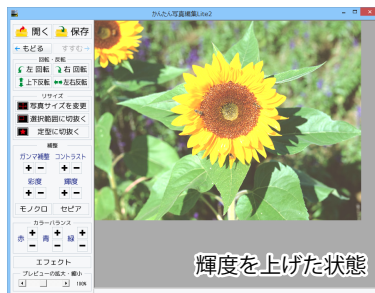 かんたん写真編集Lite2
開く 保存
もどる すすむ
回転・反転
左 回転 右 回転
上下反転 左右反転
リサイズ
写真サイズを変更
選択範囲に切抜く
定型に切抜く
補整
ガンマ補整 コントラスト
彩度 輝度
モノクロ セピア
カラーバランス
赤 青 緑
エフェクト
プレビューの拡大・縮小
100%
輝度を上げた状態